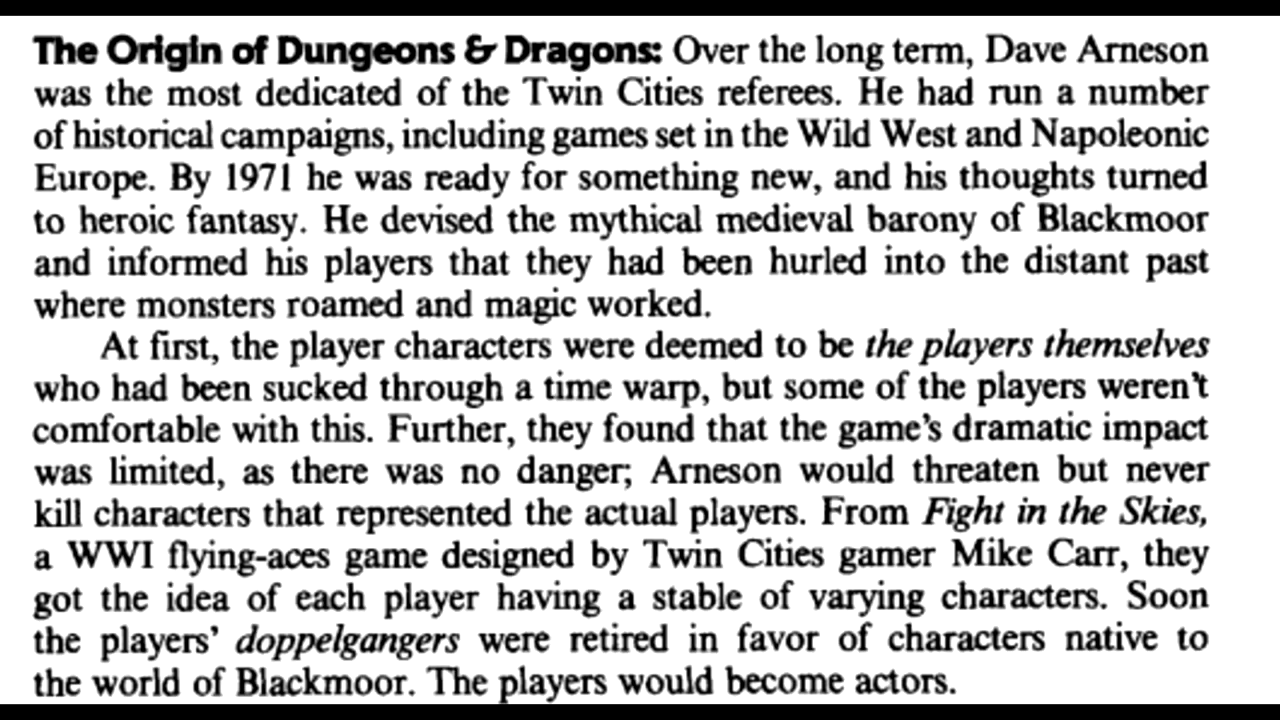 The Origin of Dungeons & Dragons: Over the long term, Dave Arneson
was the most dedicated of the Twin Cities referees. He had run a number
of historical campaigns, including games set in the Wild West and Napoleonic
Europe. By 1971 he was ready for something new, and his thoughts turned
to heroic fantasy. He devised the mythical medieval barony of Blackmoor
and informed his players that they had been hurled into the distant past
where monsters roamed and magic worked.
At first, the player characters were deemed to be the players themselves
who had been sucked through a time warp, but some of the players weren't
comfortable with this. Further, they found that the game's dramatic impact
was limited, as there was no danger; Arneson would threaten but never
kill characters that represented the actual players. From Fight in the Skies,
a WWI flying-aces game designed by Twin Cities gamer Mike Carr, they
got the idea of each player having a stable of varying characters. Soon
the players' doppelgangers were retired in favor of characters native to
the world of Blackmoor. The players would become actors.